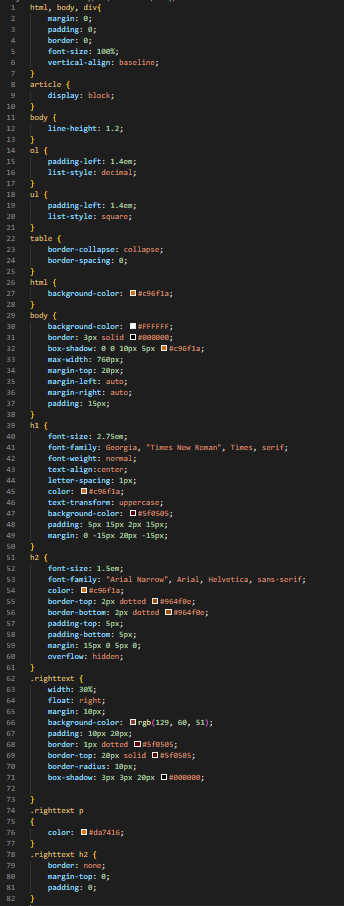 1 html, body, div{
2 margin: 0;
3 padding: 0;
4 border: 0;
5 font-size: 100%;
6 vertical-align: baseline;
7 }
8 article {
9 display: block;
10 }
11 body {
12 line-height: 1.2;
13 }
14 ol {
15 padding-left: 1.4em;
16 list-style: decimal;
17 }
18 ul {
19 padding-left: 1.4em;
20 list-style: square;
21 }
22 table {
23 border-collapse: collapse;
24 border-spacing: 0;
25 }
26 html {
27 background-color: #c96f1a;
28 }
29 body {
30 background-color: #FFFFFF;
31 border: 3px solid #000000;
32 box-shadow: 0 0 10px 5px #c96f1a;
33 max-width: 760px;
34 margin-top: 20px;
35 margin-left: auto;
36 margin-right: auto;
37 padding: 15px;
38 }
39 h1 {
40 font-size: 2.75em;
41 font-family: Georgia, "Times New Roman", Times, serif;
42 font-weight: normal;
43 text-align:center;
44 letter-spacing: 1px;
45 color: #c96f1a;
46 text-transform: uppercase;
47 background-color: #5f0505;
48 padding: 5px 15px 2px 15px;
49 margin: 0 -15px 20px -15px;
50 }
51 h2 {
52 font-size: 1.5em;
53 font-family: "Arial Narrow", Arial, Helvetica, sans-serif;
54 color: #c96f1a;
55 border-top: 2px dotted #964f0e;
56 border-bottom: 2px dotted #964f0e;
57 padding-top: 5px;
58 padding-bottom: 5px;
59 margin: 15px 0 5px 0;
60 overflow: hidden;
61 }
62 .righttext {
63 width: 30%;
64 float: right;
65 margin: 10px;
66 background-color: rgb(129, 60, 51);
67 padding: 10px 20px;
68 border: 1px dotted #5f0505;
69 border-top: 20px solid #5f0505;
70 border-radius: 10px;
71 box-shadow: 3px 3px 20px #000000;
72
73 }
74 .righttext p
75 {
76 color: #da7416;
77 }
78 .righttext h2 {
79 border: none;
80 margin-top: 0;
81 padding: 0;
82 }